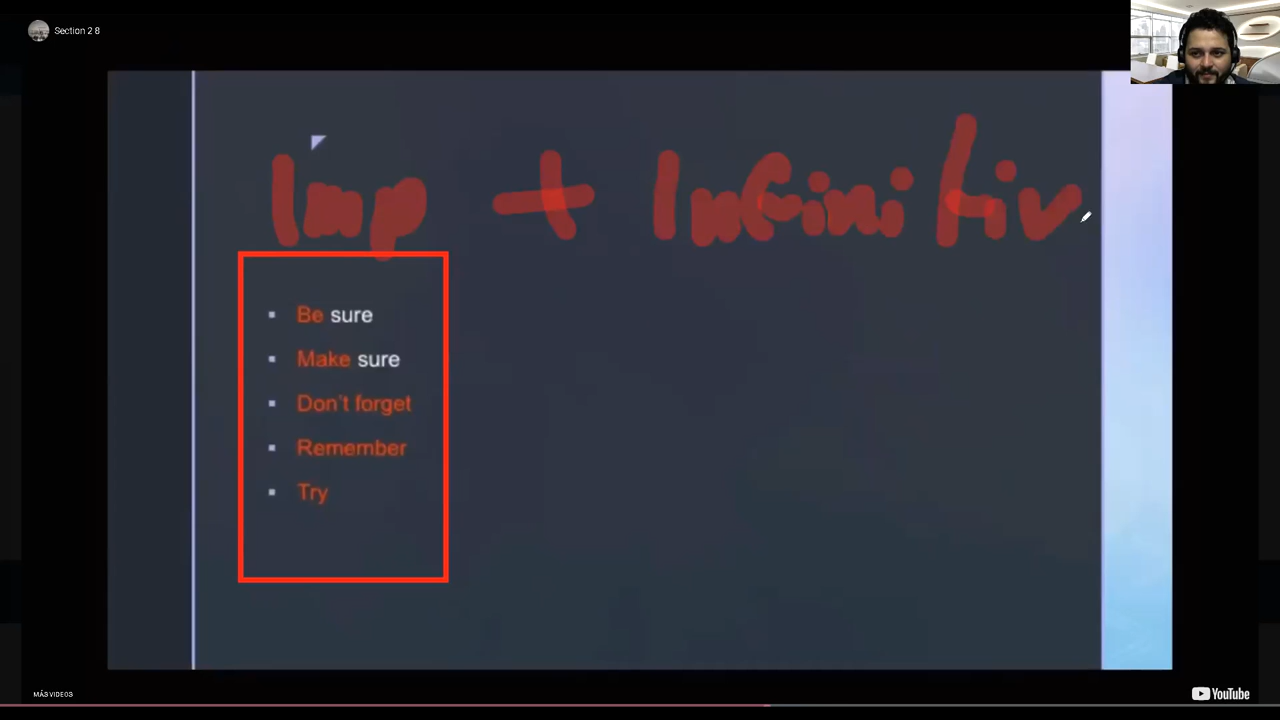 Section 2 8
Imp + Infinitiv
Be sure
Make sure
Don't forget
Remember
Try
MÁS VIDEOS
YouTube